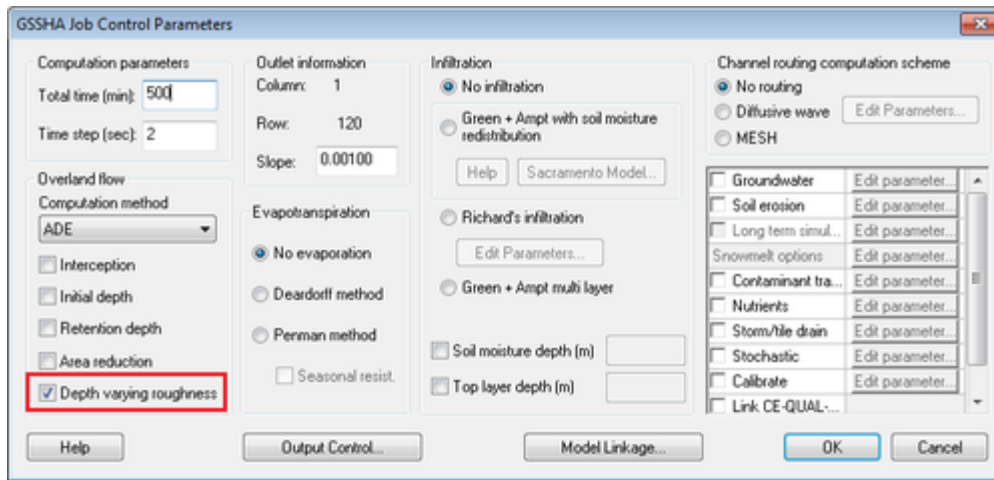 GSSHA Job Control Parameters
Computation parameters
Total time (min): 500
Time step (sec): 2
Overland flow
Computation method
ADE
Interception
Initial depth
Retention depth
Area reduction
Depth varying roughness
Outlet information
Column: 1
Row: 120
Slope: 0.00100
Evapotranspiration
No evaporation
Deardorff method
Penman method
Seasonal resist.
Infiltration
No infiltration
Green + Ampt with soil moisture
redistribution
Help Sacramento Model...
Richard's infiltration
Edit Parameters...
Green + Ampt multi layer
Soil moisture depth (m)
Top layer depth (m)
Channel routing computation scheme
No routing
Diffusive wave Edit Parameters...
MESH
Groundwater Edit parameter...
Soil erosion Edit parameter...
Long term simul... Edit parameter...
Snowmelt options Edit parameter...
Contaminant tra... Edit parameter...
Nutrients Edit parameter...
Storm/tile drain Edit parameter...
Stochastic Edit parameter...
Calibrate Edit parameter...
Link CE-QUAL-...
Help Output Control... Model Linkage... OK Cancel